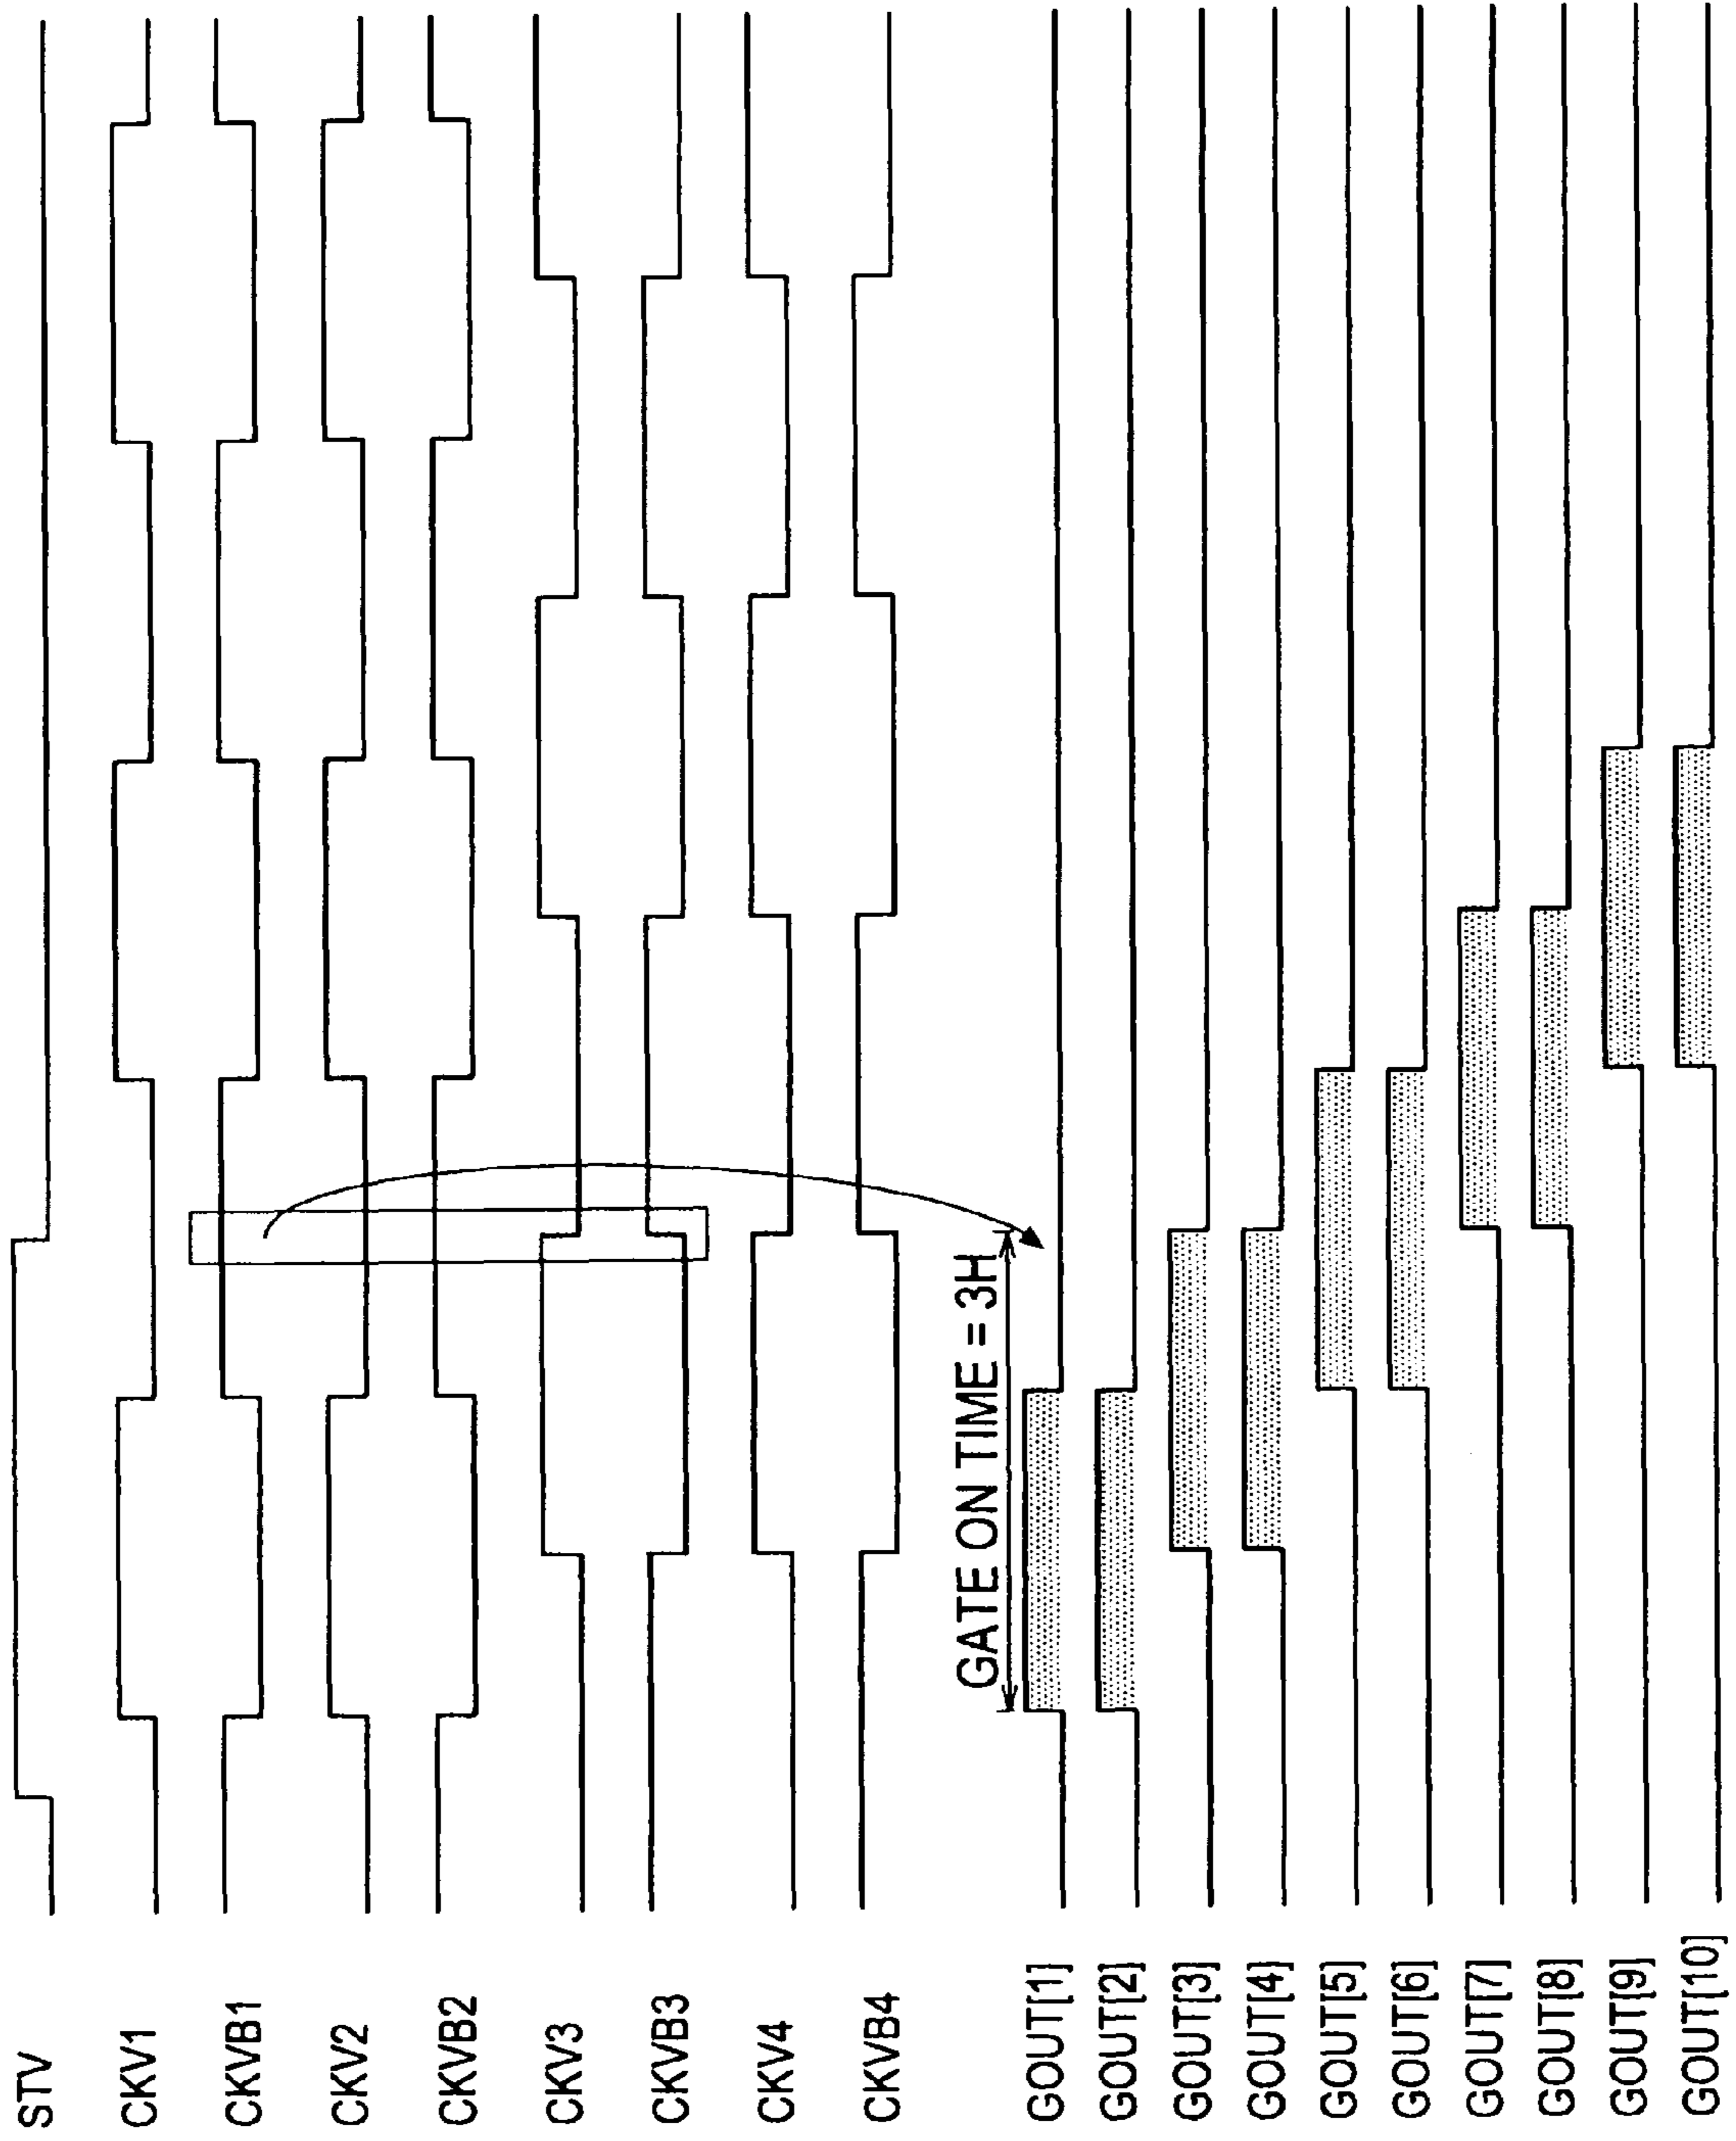 STV
CKV1
CKVB1
CKV2
CKVB2
CKV3
CKVB3
CKV4
CKVB4
GATE ON TIME = 3H
GOUT[1]
GOUT[2]
GOUT[3]
GOUT[4]
GOUT[5]
GOUT[6]
GOUT[7]
GOUT[8]
GOUT[9]
GOUT[10]